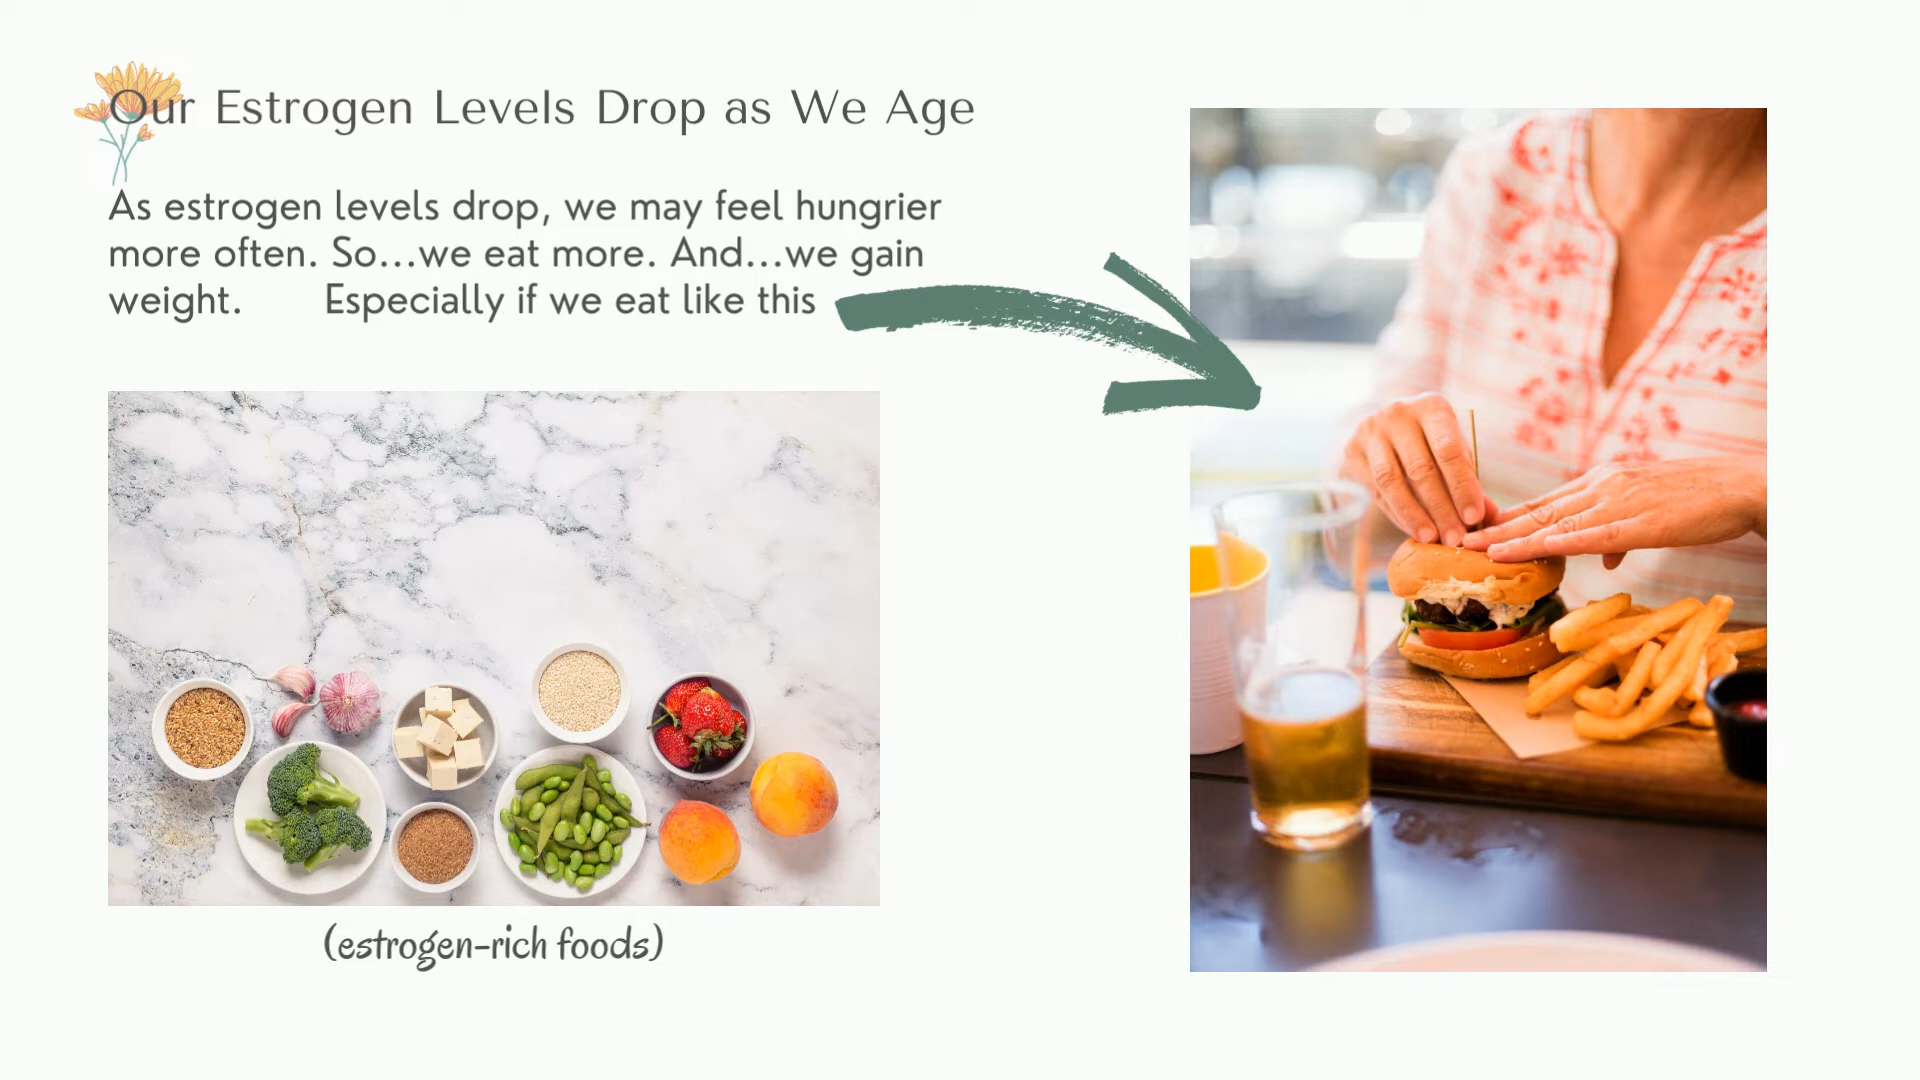 Our Estrogen Levels Drop as We Age
As estrogen levels drop, we may feel hungrier
more often. So...we eat more. And...we gain
weight. Especially if we eat like this
(estrogen-rich foods)